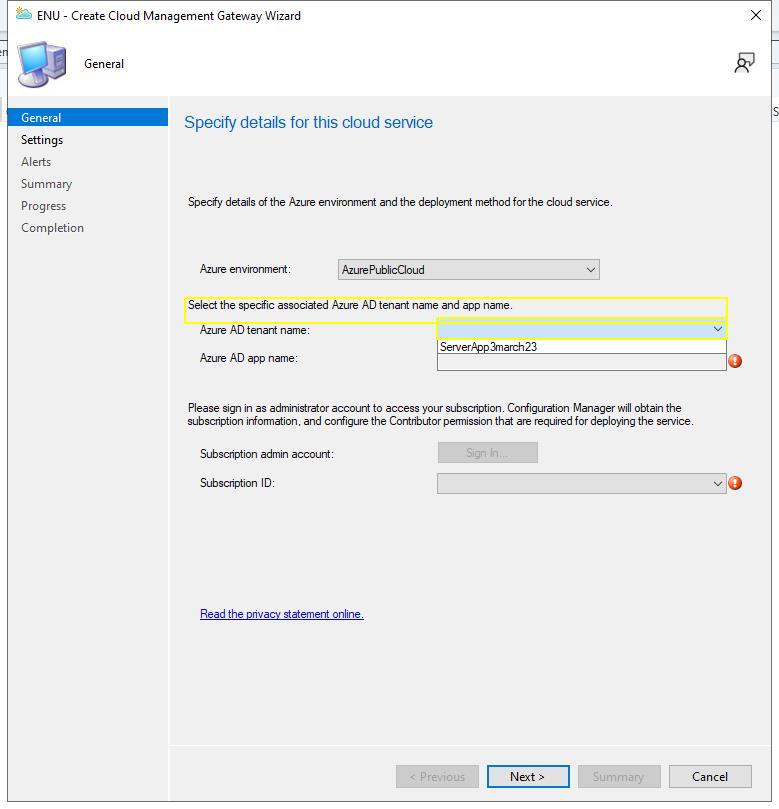 ENU - Create Cloud Management Gateway Wizard
General
General
Settings
Alerts
Summary
Progress
Completion
Specify details for this cloud service
Specify details of the Azure environment and the deployment method for the cloud service.
Azure environment: AzurePublicCloud
Select the specific associated Azure AD tenant name and app name.
Azure AD tenant name:
ServerApp3march23
Azure AD app name:
Please sign in as administrator account to access your subscription. Configuration Manager will obtain the
subscription information, and configure the Contributor permission that are required for deploying the service.
Subscription admin account: Sign In...
Subscription ID:
Read the privacy statement online.
< Previous Next > Summary Cancel